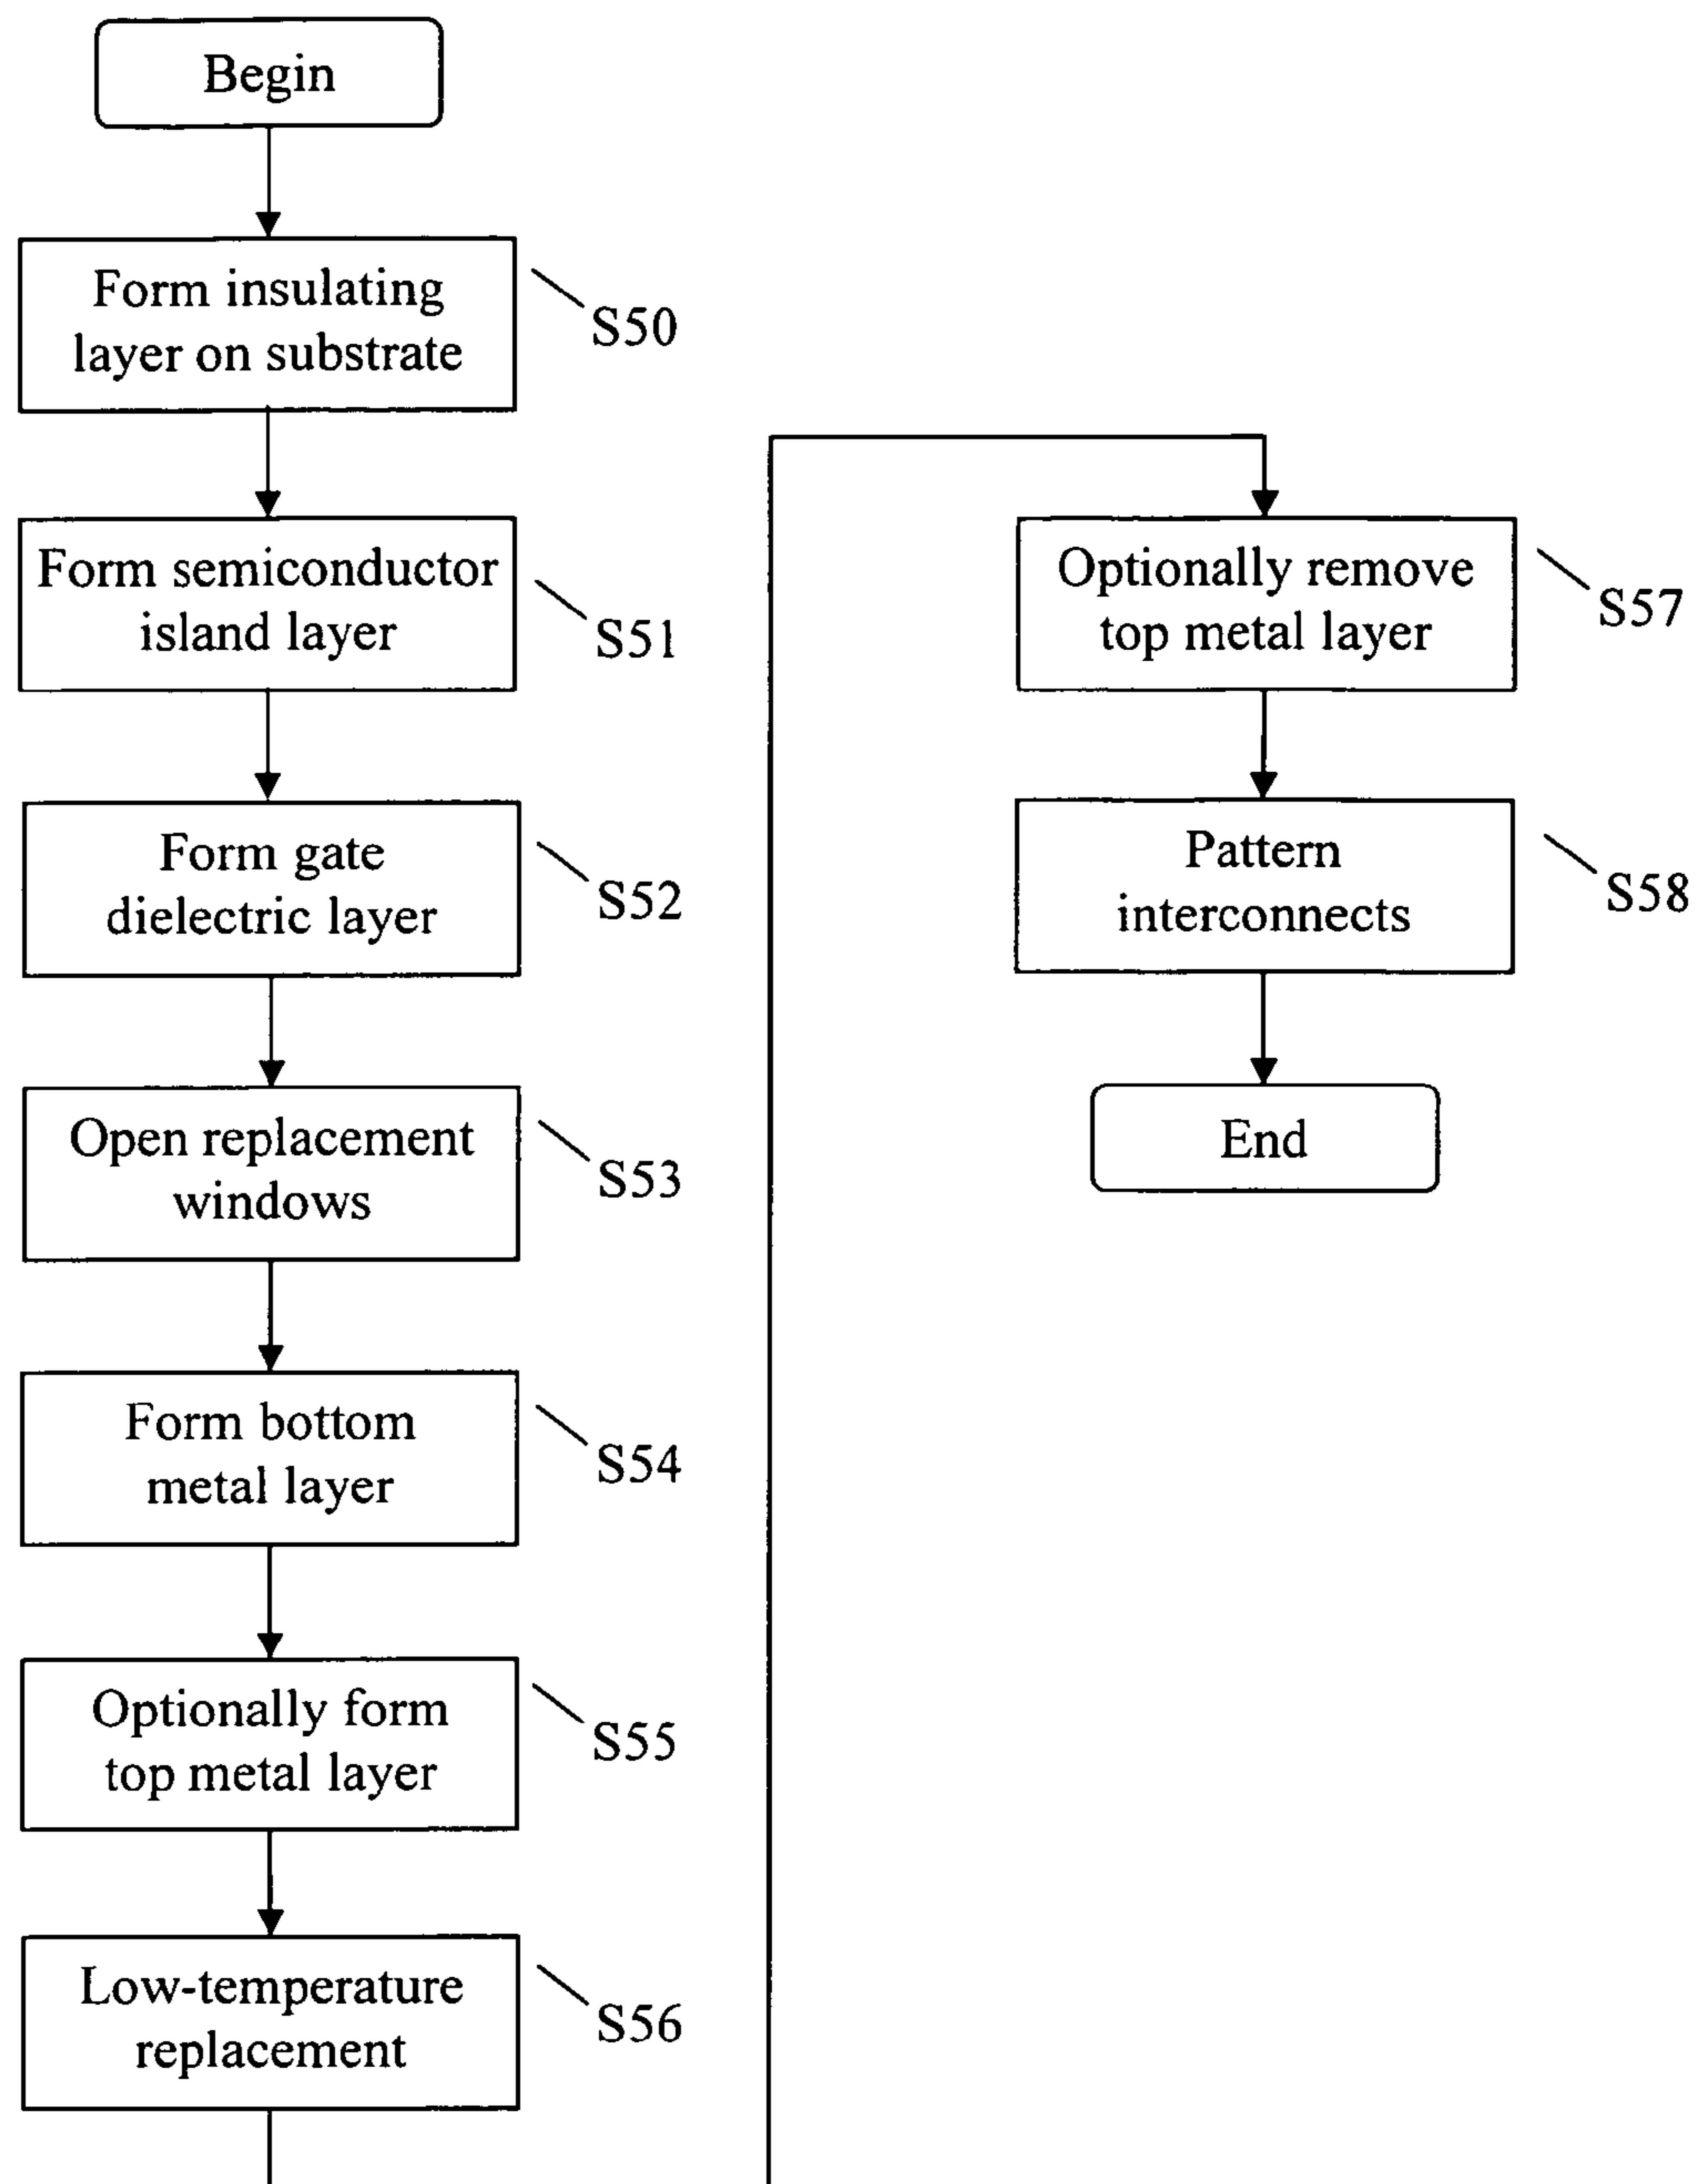 Begin
Form insulating
layer on substrate
S50
Form semiconductor
island layer
S51
Form gate
dielectric layer
S52
Open replacement
windows
S53
Form bottom
metal layer
S54
Optionally form
top metal layer
S55
Low-temperature
replacement
S56
Optionally remove
top metal layer
S57
Pattern
interconnects
S58
End